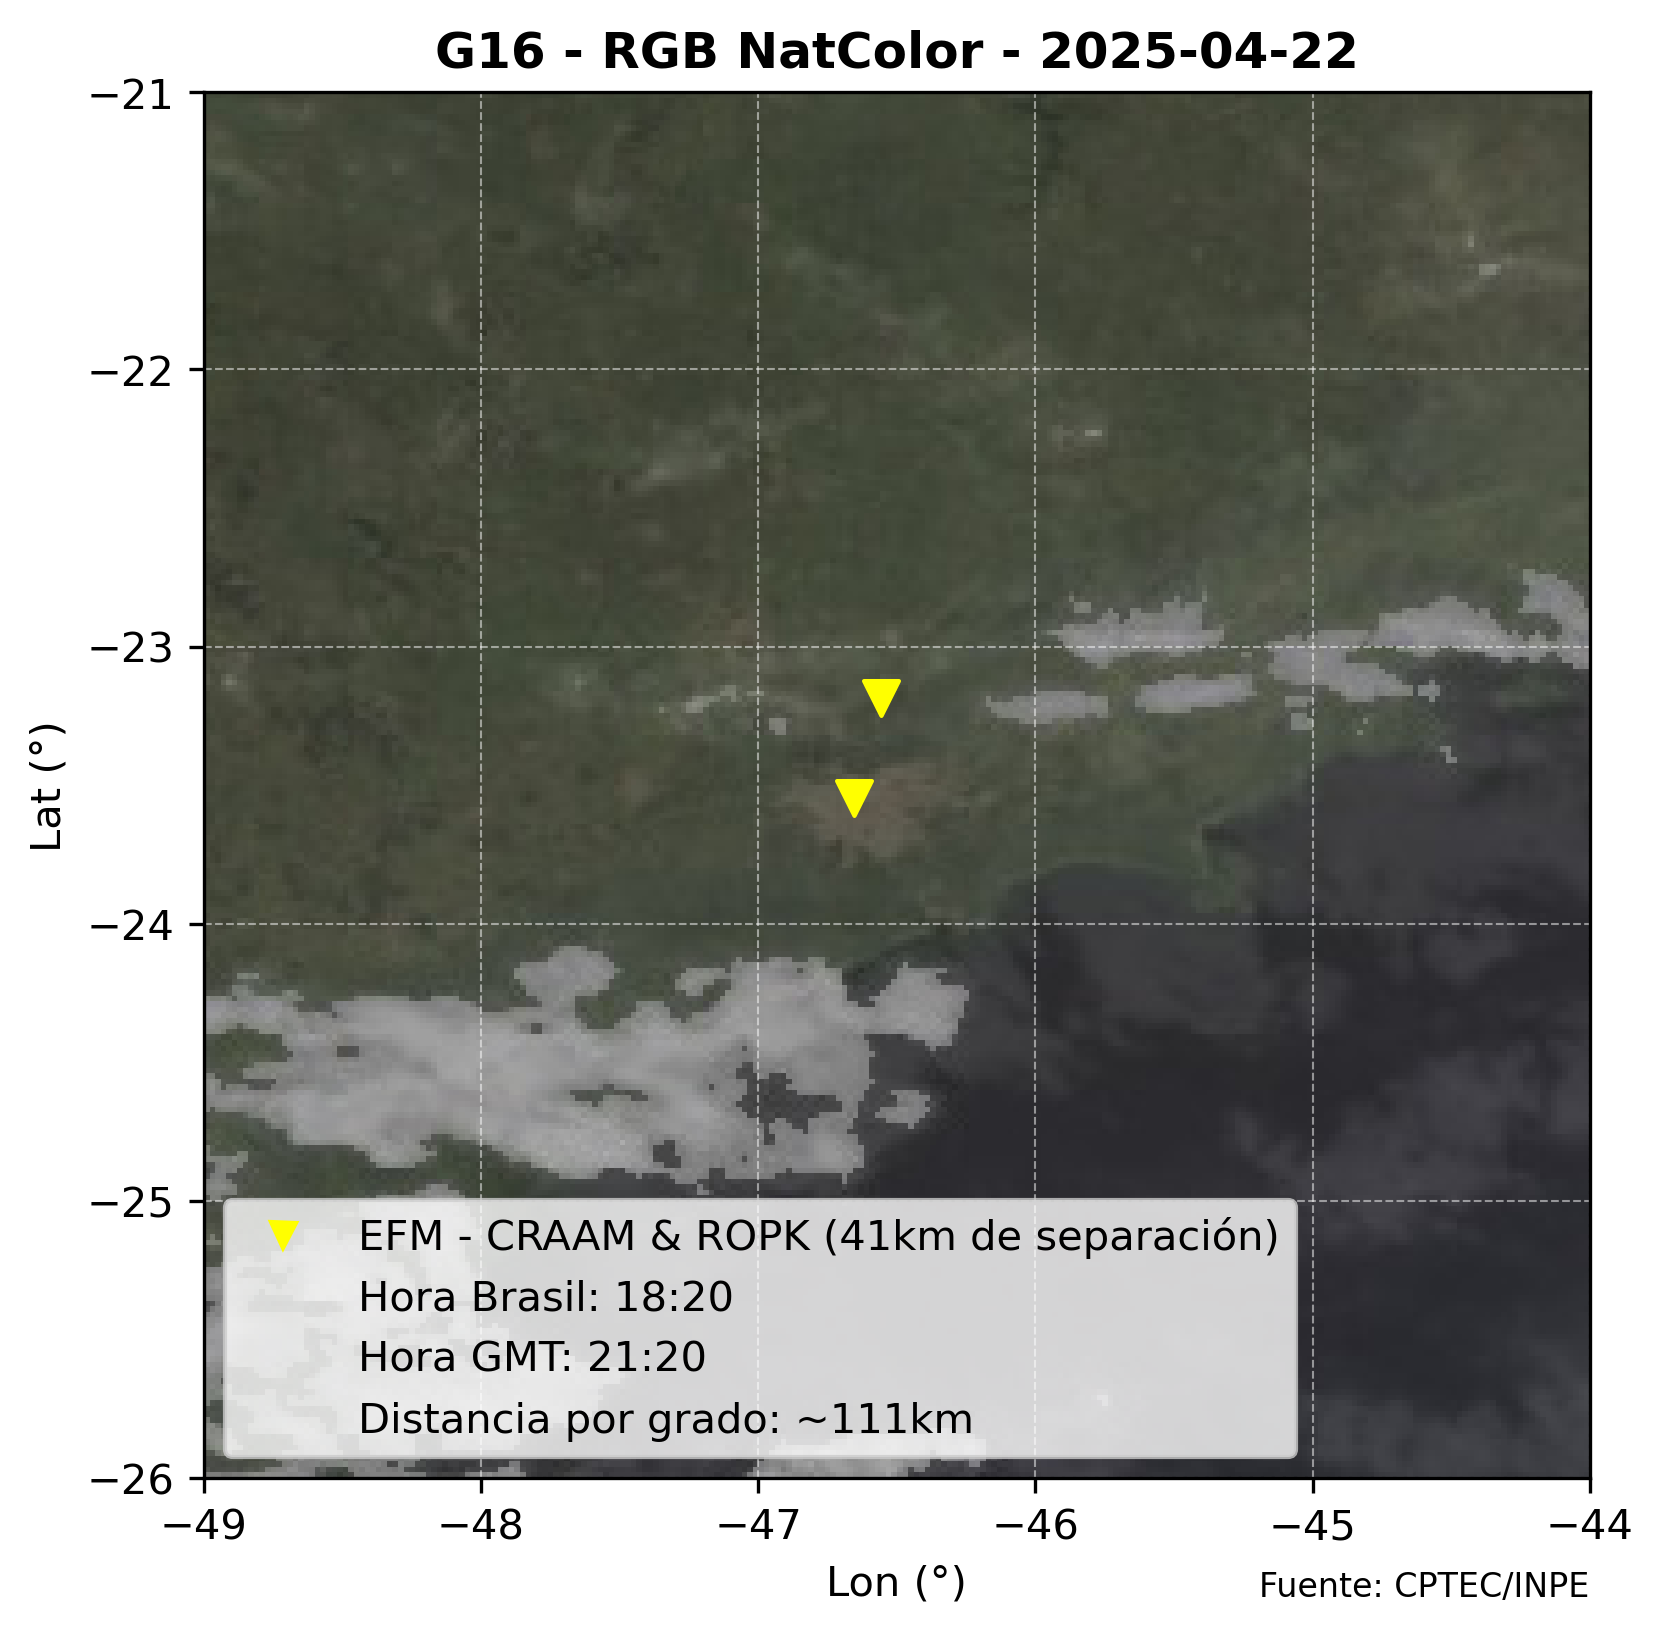 G16 - RGB NatColor - 2025-04-22
−21
−22
−23
−24
−25
−26
Lat (°)
EFM - CRAAM & ROPK (41km de separación)
Hora Brasil: 18:20
Hora GMT: 21:20
Distancia por grado: ~111km
−49 −48 −47 −46 −45 −44
Lon (°)
Fuente: CPTEC/INPE